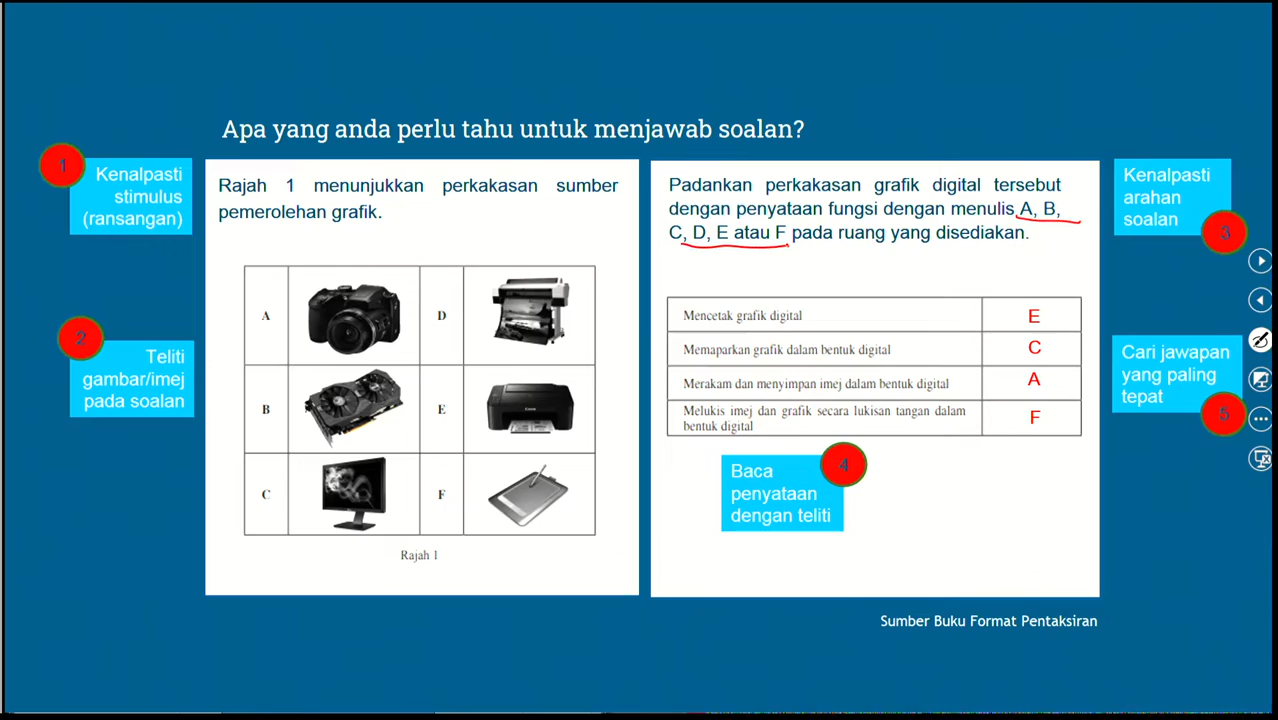 Apa yang anda perlu tahu untuk menjawab soalan?
1
Kenalpasti
stimulus
(ransangan)
2
Teliti
gambar/imej
pada soalan
Rajah 1 menunjukkan perkakasan sumber
pemerolehan grafik.
A
D
B
E
Canon
C
F
Rajah 1
Padankan perkakasan grafik digital tersebut
dengan penyataan fungsi dengan menulis A, B,
C, D, E atau F pada ruang yang disediakan.
Mencetak grafik digital
E
Memaparkan grafik dalam bentuk digital
C
Merakam dan menyimpan imej dalam bentuk digital
A
Melukis imej dan grafik secara lukisan tangan dalam
bentuk digital
F
Kenalpasti
arahan
soalan
3
Baca
penyataan
dengan teliti
4
Cari jawapan
yang paling
tepat
5
Sumber Buku Format Pentaksiran